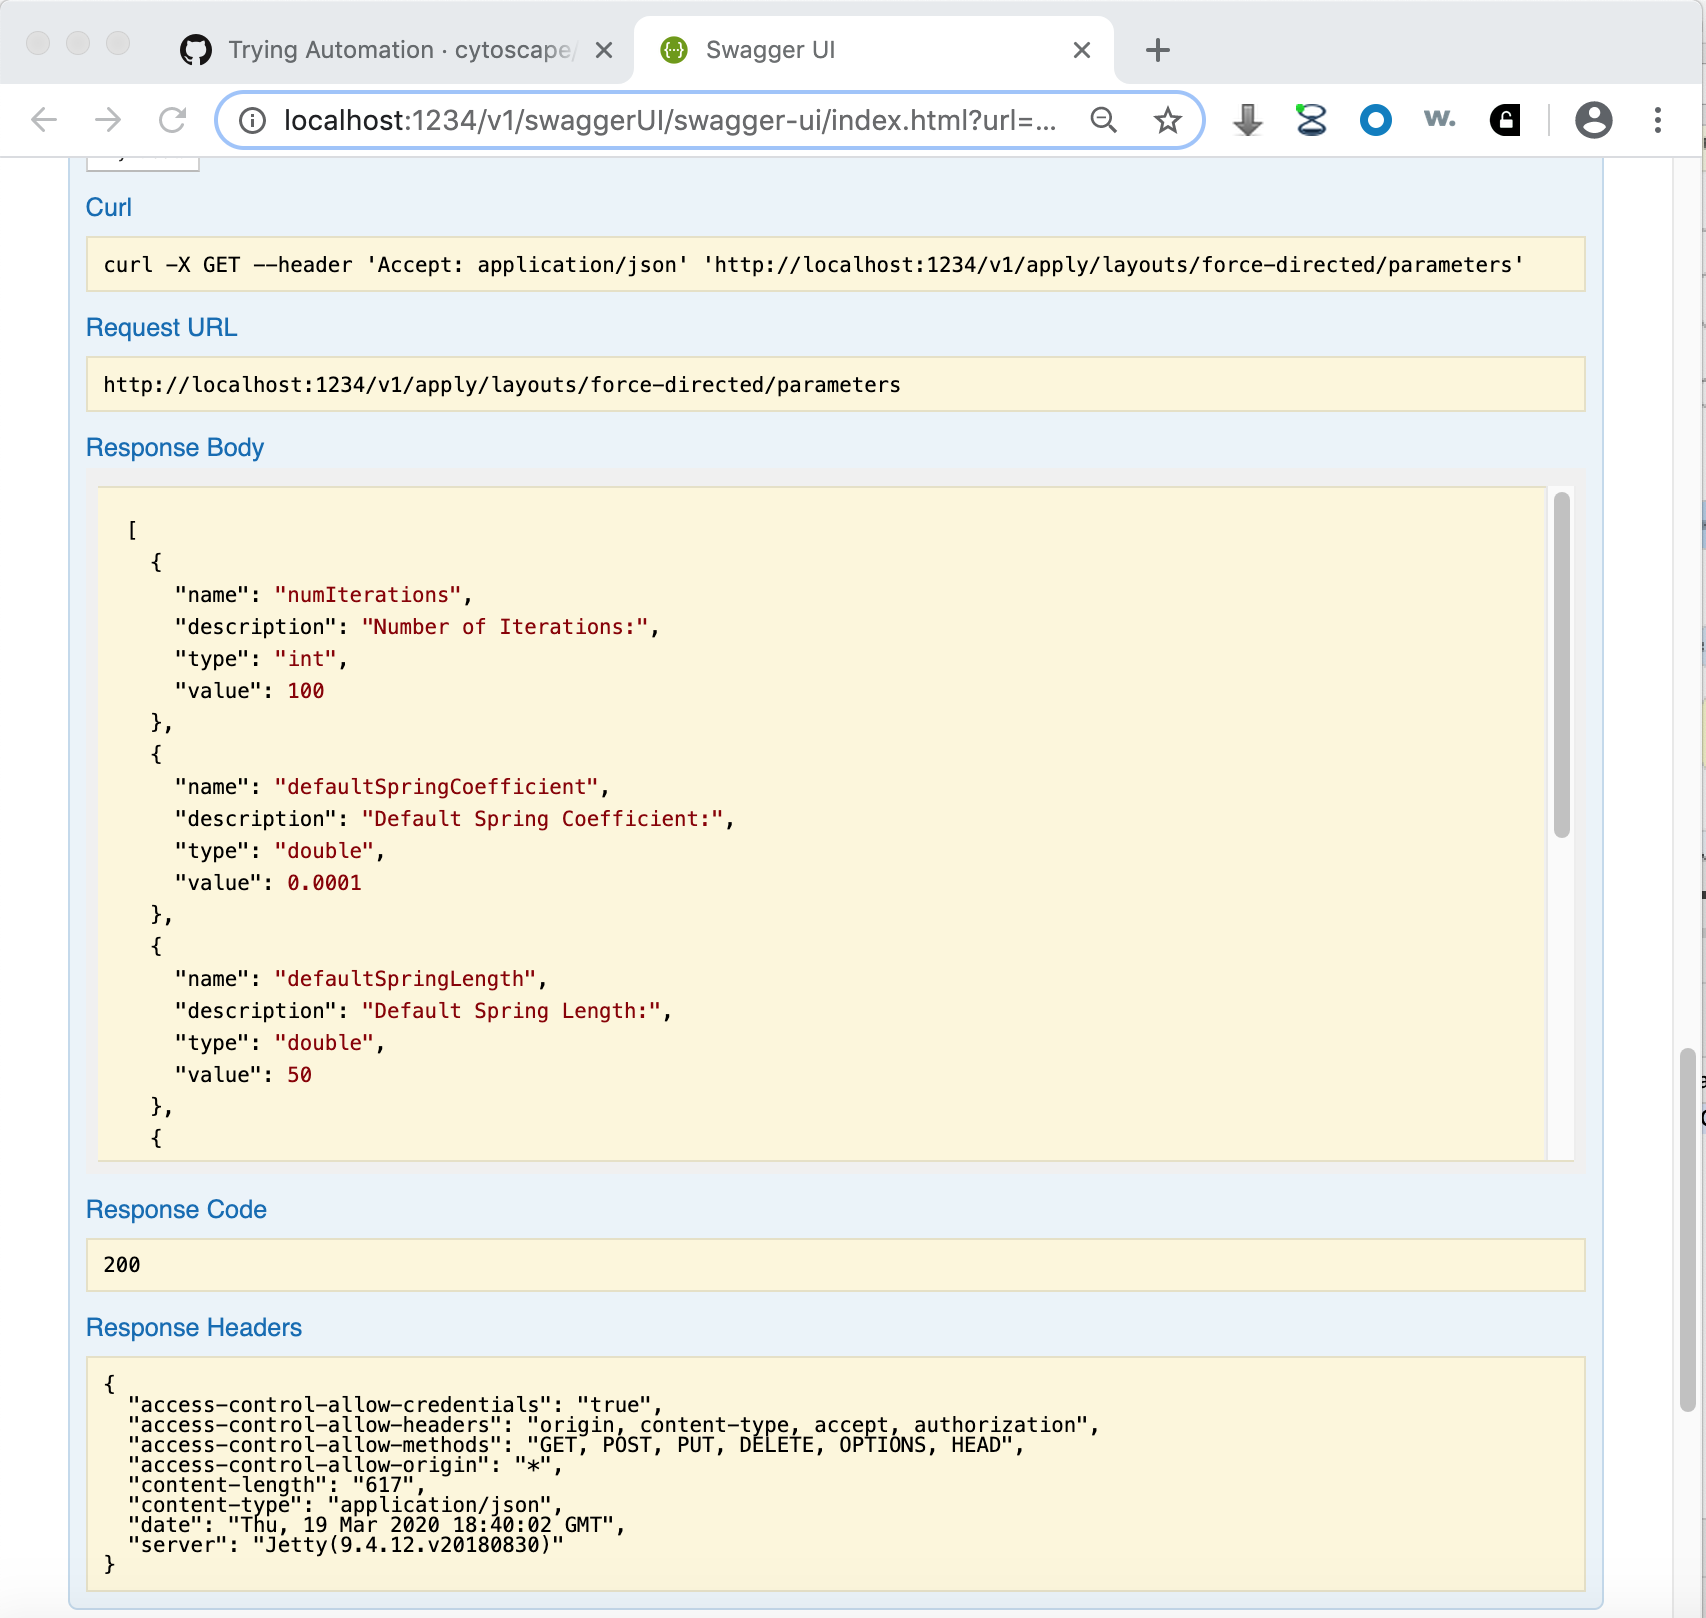 Trying Automation · cytoscape/
Swagger UI
localhost:1234/v1/swaggerUI/swagger-ui/index.html?url=...
w.
Curl
curl -X GET --header 'Accept: application/json' 'http://localhost:1234/v1/apply/layouts/force-directed/parameters'
Request URL
http://localhost:1234/v1/apply/layouts/force-directed/parameters
Response Body
[
  {
    "name": "numIterations",
    "description": "Number of Iterations:",
    "type": "int",
    "value": 100
  },
  {
    "name": "defaultSpringCoefficient",
    "description": "Default Spring Coefficient:",
    "type": "double",
    "value": 0.0001
  },
  {
    "name": "defaultSpringLength",
    "description": "Default Spring Length:",
    "type": "double",
    "value": 50
  },
  {
Response Code
200
Response Headers
{
  "access-control-allow-credentials": "true",
  "access-control-allow-headers": "origin, content-type, accept, authorization",
  "access-control-allow-methods": "GET, POST, PUT, DELETE, OPTIONS, HEAD",
  "access-control-allow-origin": "*",
  "content-length": "617",
  "content-type": "application/json",
  "date": "Thu, 19 Mar 2020 18:40:02 GMT",
  "server": "Jetty(9.4.12.v20180830)"
}